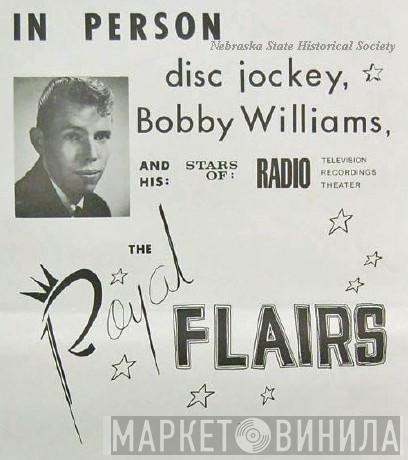 IN PERSON
Nebraska State Historical Society
disc jockey,
Bobby Williams,
AND HIS:
STARS OF:
RADIO
TELEVISION
RECORDINGS
THEATER
THE
Royal
FLAIRS
МАРКЕТ ВИНИЛА